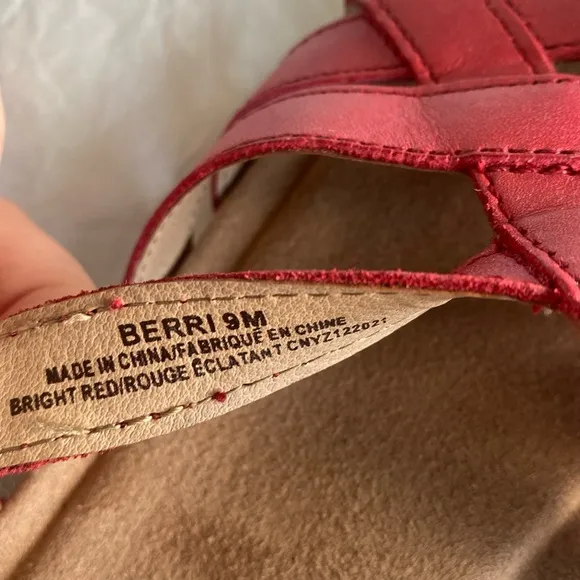 BERRI 9M
MADE IN CHINA/FABRIQUÉ EN CHINE
BRIGHT RED/ROUGE ÉCLATANT CNYZ122021